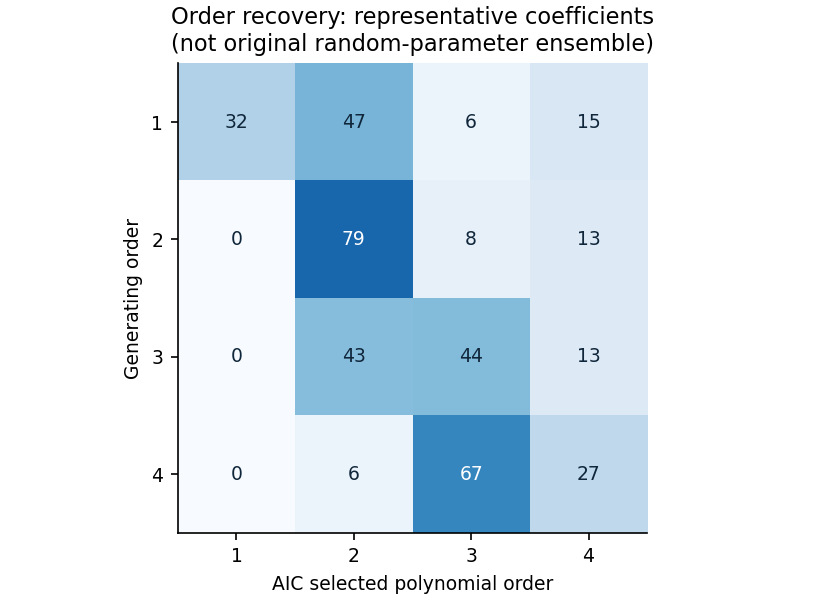 Order recovery: representative coefficients
(not original random-parameter ensemble)
Generating order
1 32 47 6 15
2 0 79 8 13
3 0 43 44 13
4 0 6 67 27
1 2 3 4
AIC selected polynomial order